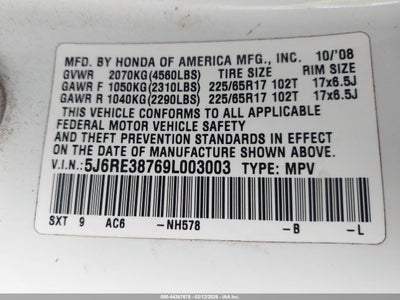 MFD. BY HONDA OF AMERICA MFG., INC. 10/'08
GVWR 2070KG(4560LBS) TIRE SIZE RIM SIZE
GAWR F 1050KG(2310LBS) 225/65R17 102T 17x6.5J
GAWR R 1040KG(2290LBS) 225/65R17 102T 17x6.5J
THIS VEHICLE CONFORMS TO ALL APPLICABLE
FEDERAL MOTOR VEHICLE SAFETY
AND THEFT PREVENTION STANDARDS IN EFFECT
ON THE DATE OF MANUFACTURE SHOWN ABOVE.
V.I.N.: 5J6RE38769L003003 TYPE: MPV
SXT 9 AC6 -NH578 -B -L